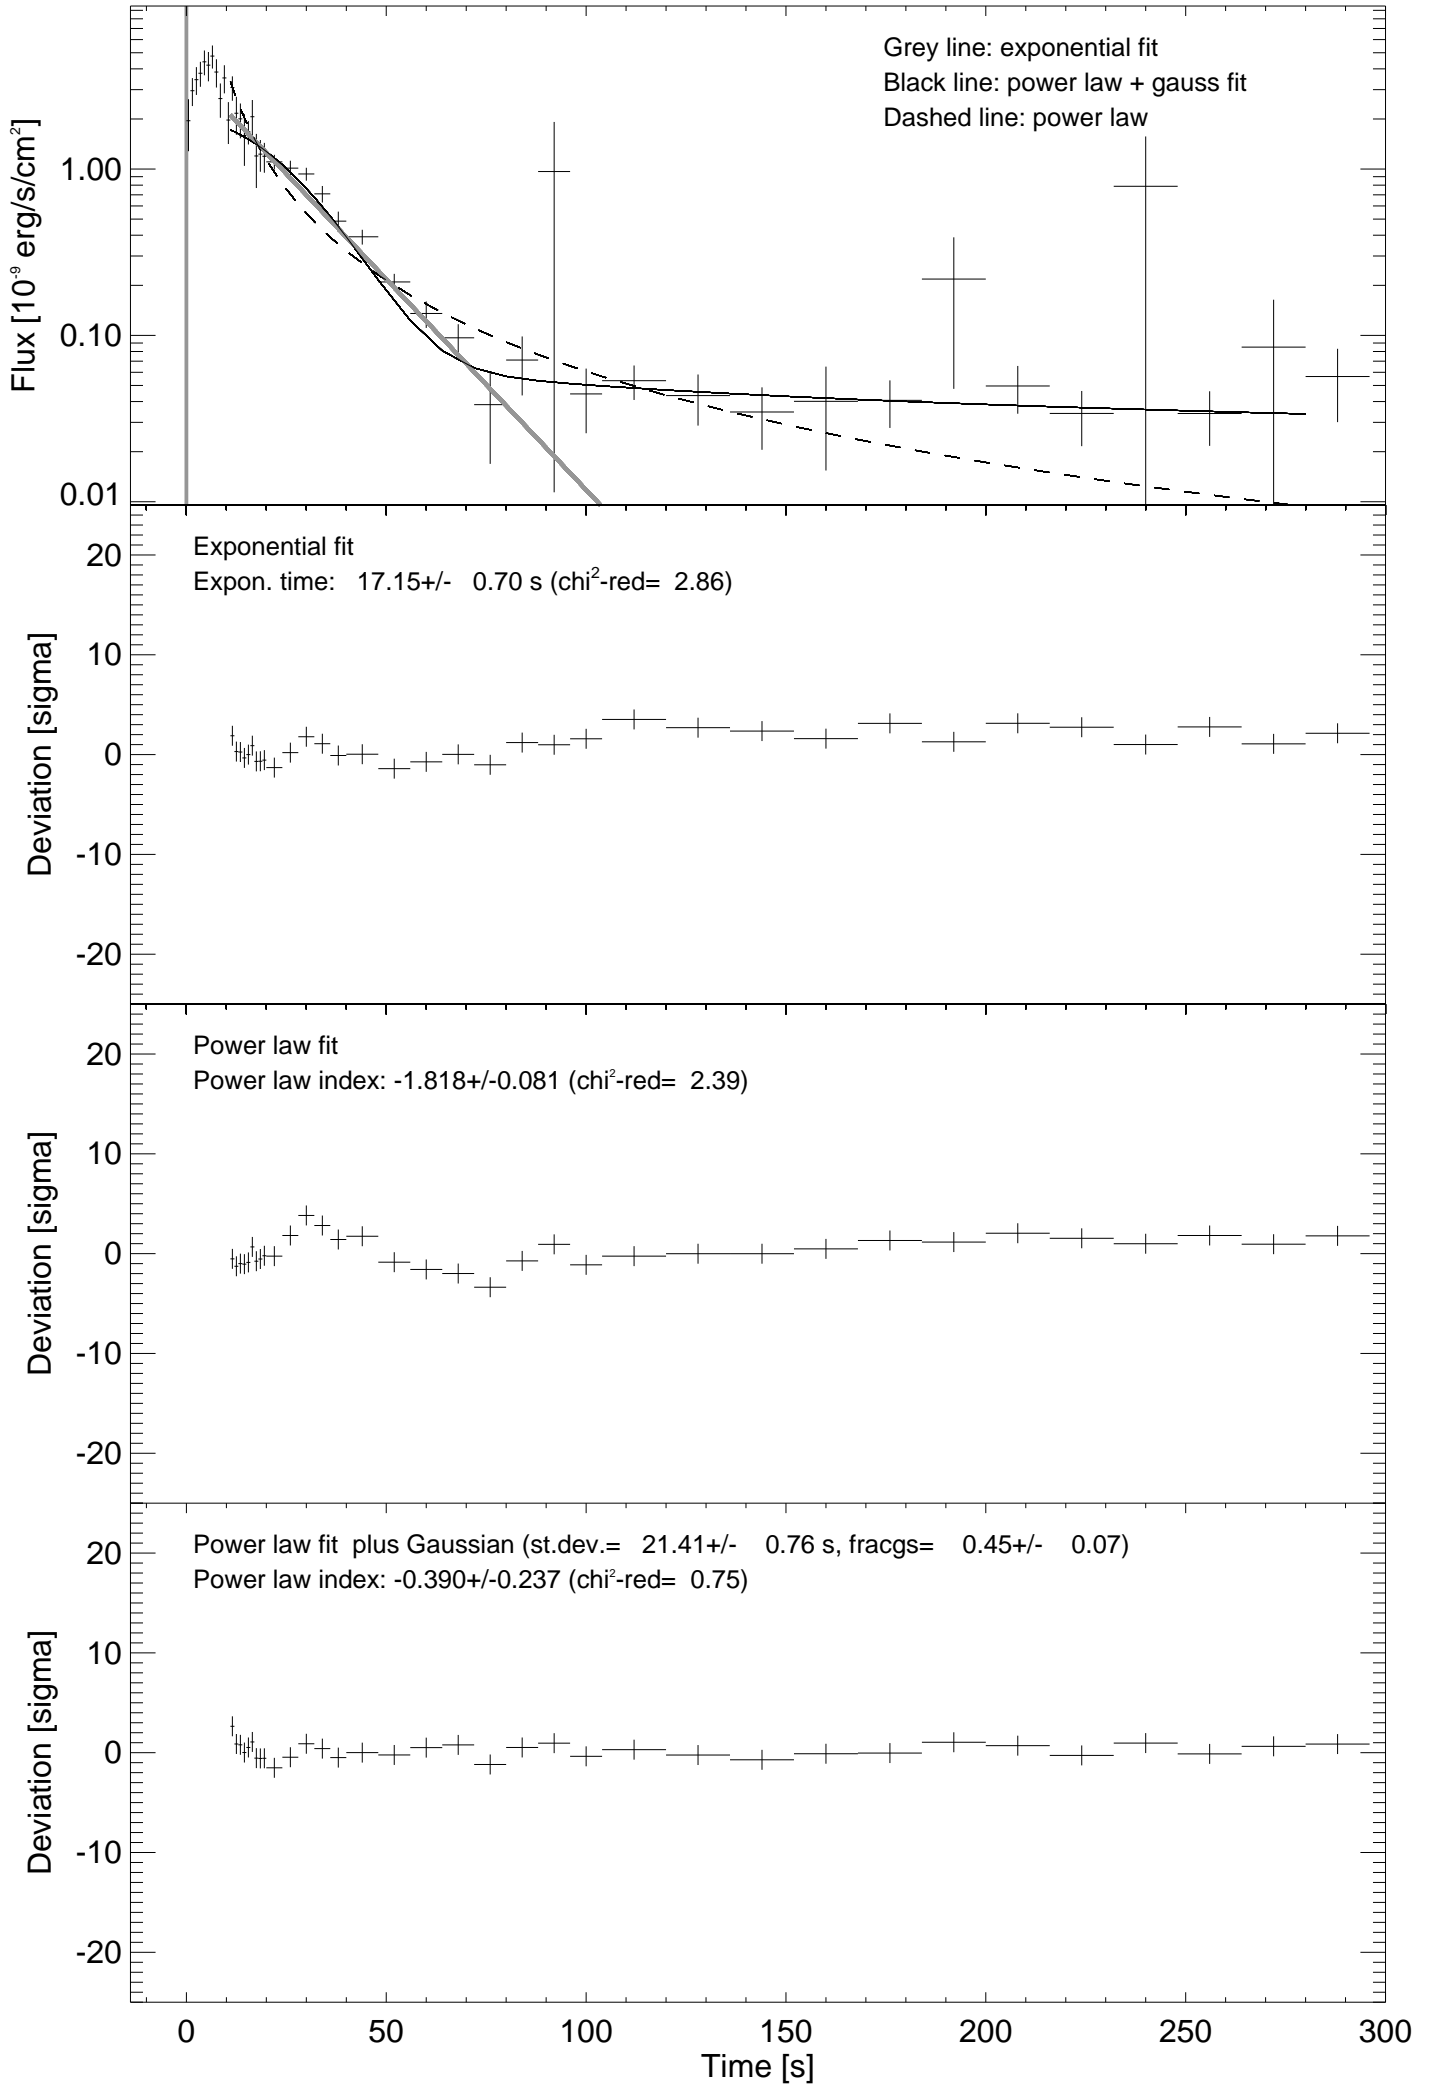 Grey line: exponential fit
Black line: power law + gauss fit
Dashed line: power law
Flux [10⁻⁹ erg/s/cm²]
1.00
0.10
0.01
Exponential fit
Expon. time: 17.15+/- 0.70 s (chi²-red= 2.86)
Deviation [sigma]
20
10
0
-10
-20
Power law fit
Power law index: -1.818+/-0.081 (chi²-red= 2.39)
Deviation [sigma]
20
10
0
-10
-20
Power law fit plus Gaussian (st.dev.= 21.41+/- 0.76 s, fracgs= 0.45+/- 0.07)
Power law index: -0.390+/-0.237 (chi²-red= 0.75)
Deviation [sigma]
20
10
0
-10
-20
0 50 100 150 200 250 300
Time [s]